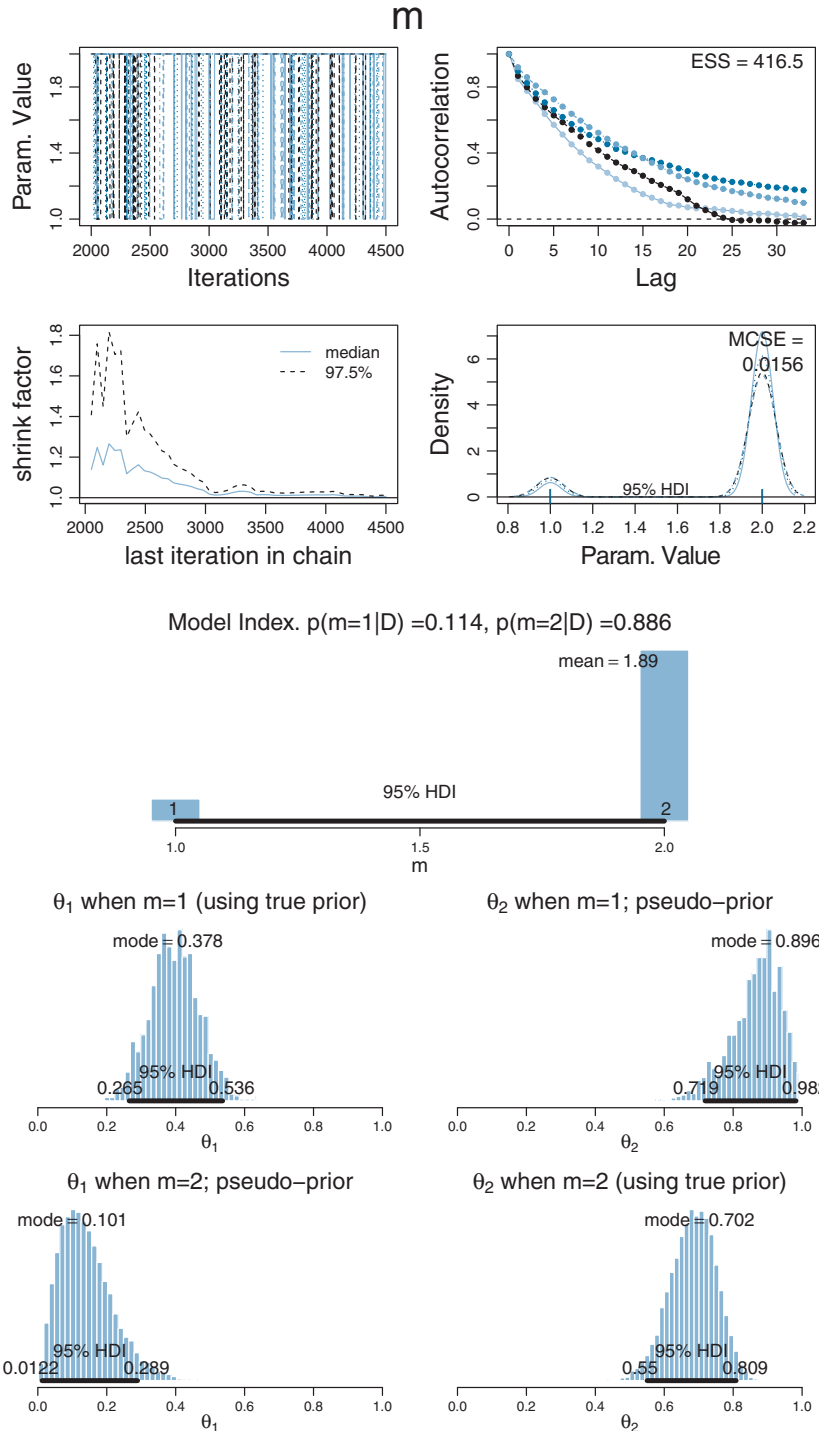 m
Param. Value
1.0 1.4 1.8
2000 2500 3000 3500 4000 4500
Iterations
Autocorrelation
0.0 0.4 0.8
ESS = 416.5
0 5 10 15 20 25 30
Lag
shrink factor
1.0 1.2 1.4 1.6 1.8
median
97.5%
2000 2500 3000 3500 4000 4500
last iteration in chain
Density
0 2 4 6
MCSE =
0.0156
95% HDI
0.8 1.0 1.2 1.4 1.6 1.8 2.0 2.2
Param. Value
Model Index. p(m=1|D) =0.114, p(m=2|D) =0.886
mean = 1.89
95% HDI
1 2
1.0 1.5 2.0
m
θ1 when m=1 (using true prior)
mode = 0.378
95% HDI
0.265 0.536
0.0 0.2 0.4 0.6 0.8 1.0
θ1
θ2 when m=1; pseudo−prior
mode = 0.896
95% HDI
0.719 0.98
0.0 0.2 0.4 0.6 0.8 1.0
θ2
θ1 when m=2; pseudo−prior
mode = 0.101
95% HDI
0.0122 0.289
0.0 0.2 0.4 0.6 0.8 1.0
θ1
θ2 when m=2 (using true prior)
mode = 0.702
95% HDI
0.55 0.809
0.0 0.2 0.4 0.6 0.8 1.0
θ2